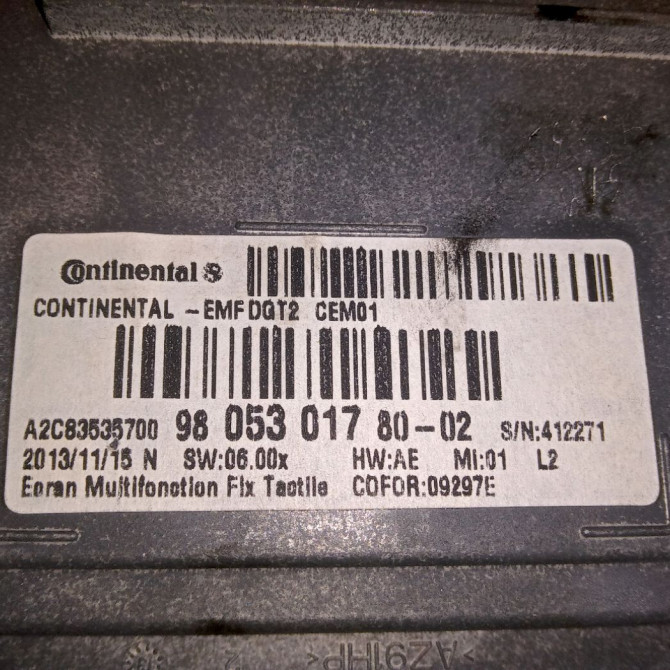 Continental
CONTINENTAL -EMF DGT2 CEM01
A2C83535700 98 053 017 80-02 S/N:412271
2013/11/15 N SW:06.00x HW:AE MI:01 L2
Ecran Multifonction Fix Tactile COFOR:09297E